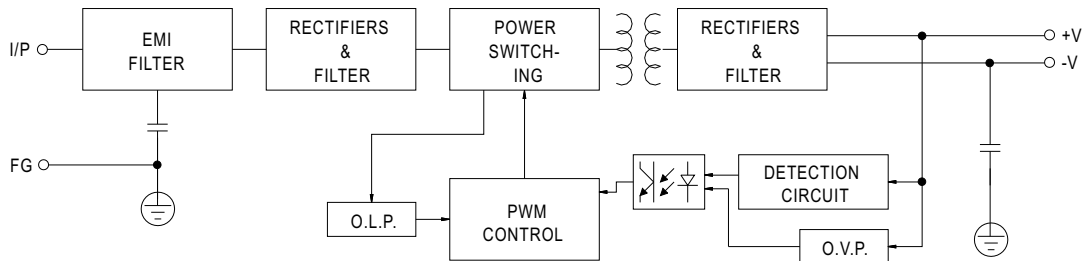 I/P
EMI
FILTER
RECTIFIERS
&
FILTER
POWER
SWITCH-
ING
RECTIFIERS
&
FILTER
+V
-V
FG
O.L.P.
PWM
CONTROL
DETECTION
CIRCUIT
O.V.P.